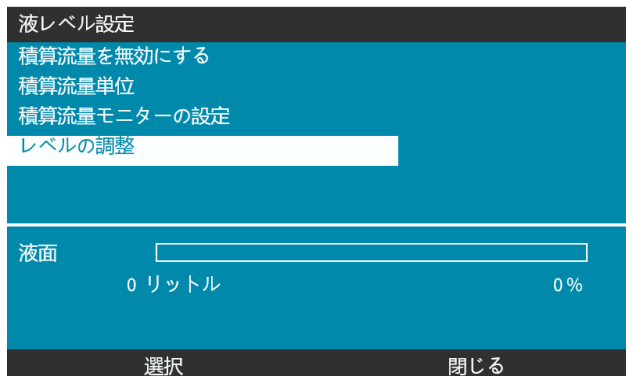 液レベル設定
積算流量を無効にする
積算流量単位
積算流量モニターの設定
レベルの調整
液面
0 リットル 0%
選択 閉じる